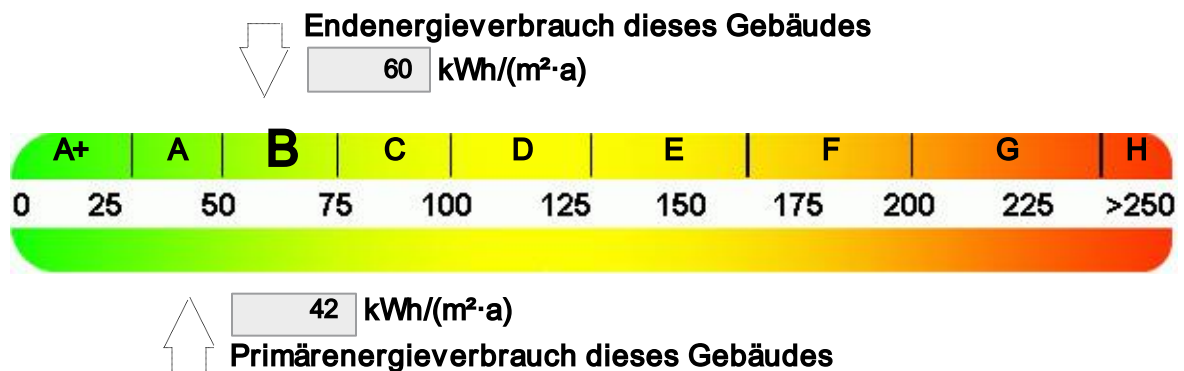 Endenergieverbrauch dieses Gebäudes
60 kWh/(m²·a)
A+ A B C D E F G H
0 25 50 75 100 125 150 175 200 225 >250
42 kWh/(m²·a)
Primärenergieverbrauch dieses Gebäudes